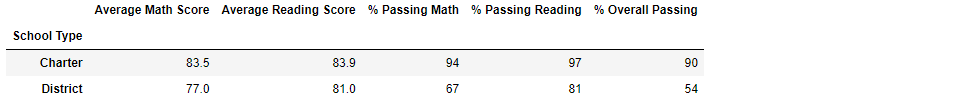 Average Math Score Average Reading Score % Passing Math % Passing Reading % Overall Passing
School Type
Charter 83.5 83.9 94 97 90
District 77.0 81.0 67 81 54